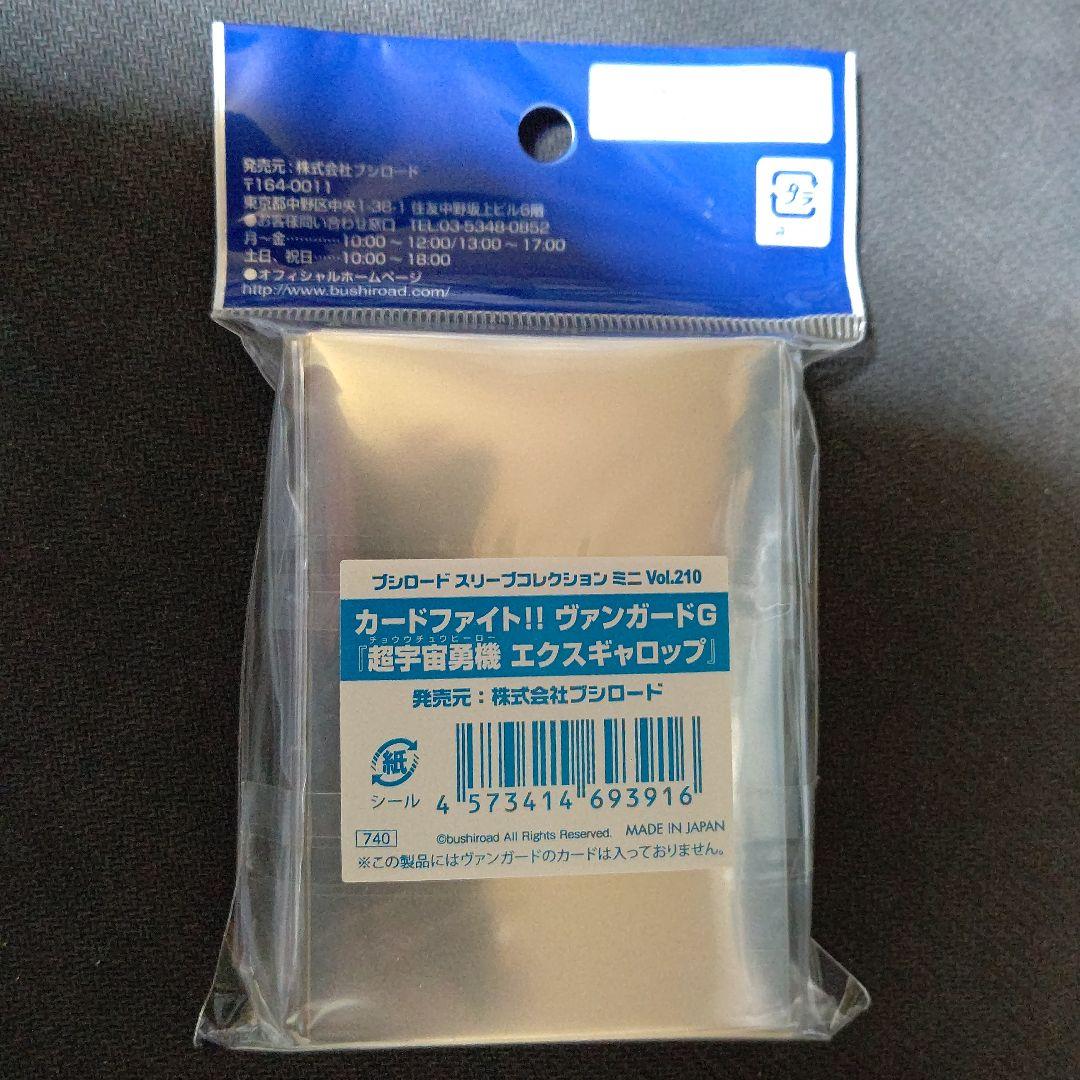 発売元：株式会社ブシロード
〒164-0011
東京都中野区中央1-38-1 住友中野坂上ビル6階
●お客様問い合わせ窓口 TEL.03-5348-0852
月～金…………10:00～12:00/13:00～17:00
土日、祝日……10:00～18:00
●オフィシャルホームページ
http://www.bushiroad.com/
プラ
ブシロード スリーブコレクション ミニ Vol.210
カードファイト!! ヴァンガードG
チョウウチュウヒーロー
『超宇宙勇機 エクスギャロップ』
発売元：株式会社ブシロード
紙
シール
4 573414 693916
740
©bushiroad All Rights Reserved. MADE IN JAPAN
※この製品にはヴァンガードのカードは入っておりません。